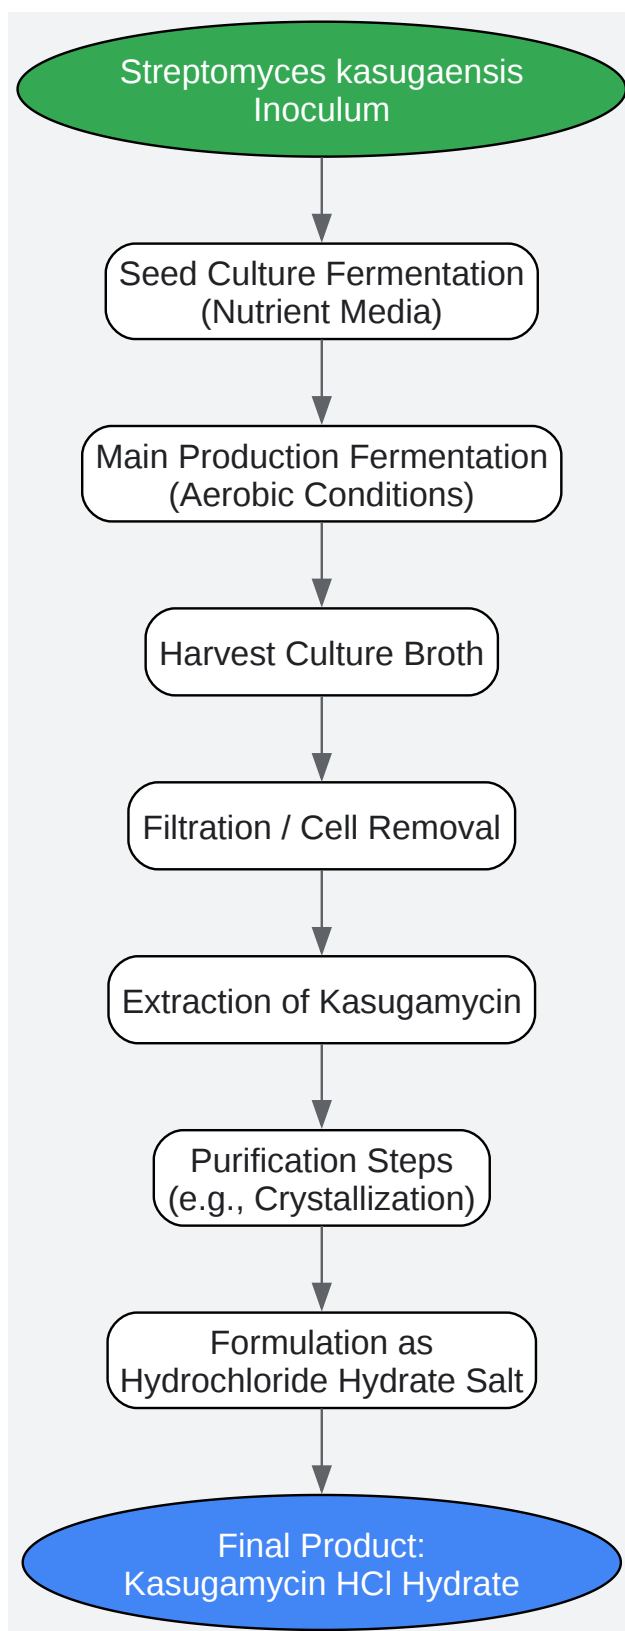 Streptomyces kasugaensis
Inoculum
Seed Culture Fermentation
(Nutrient Media)
Main Production Fermentation
(Aerobic Conditions)
Harvest Culture Broth
Filtration / Cell Removal
Extraction of Kasugamycin
Purification Steps
(e.g., Crystallization)
Formulation as
Hydrochloride Hydrate Salt
Final Product:
Kasugamycin HCl Hydrate